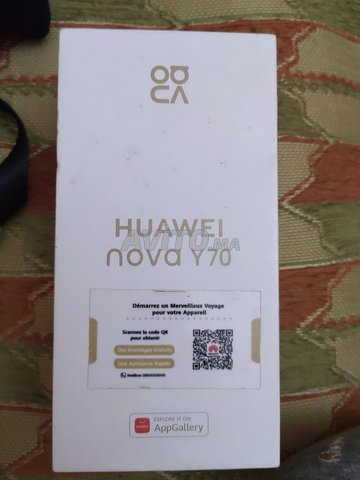 NOVA
HUAWEI
AVITO.MA
nova Y70
Démarrez un Merveilleux Voyage
pour votre Appareil
Scannez le code QR
pour obtenir
Des Avantages Gratuits
Une Assistance Rapide
HUAWEI
EXPLORE IT ON
AppGallery